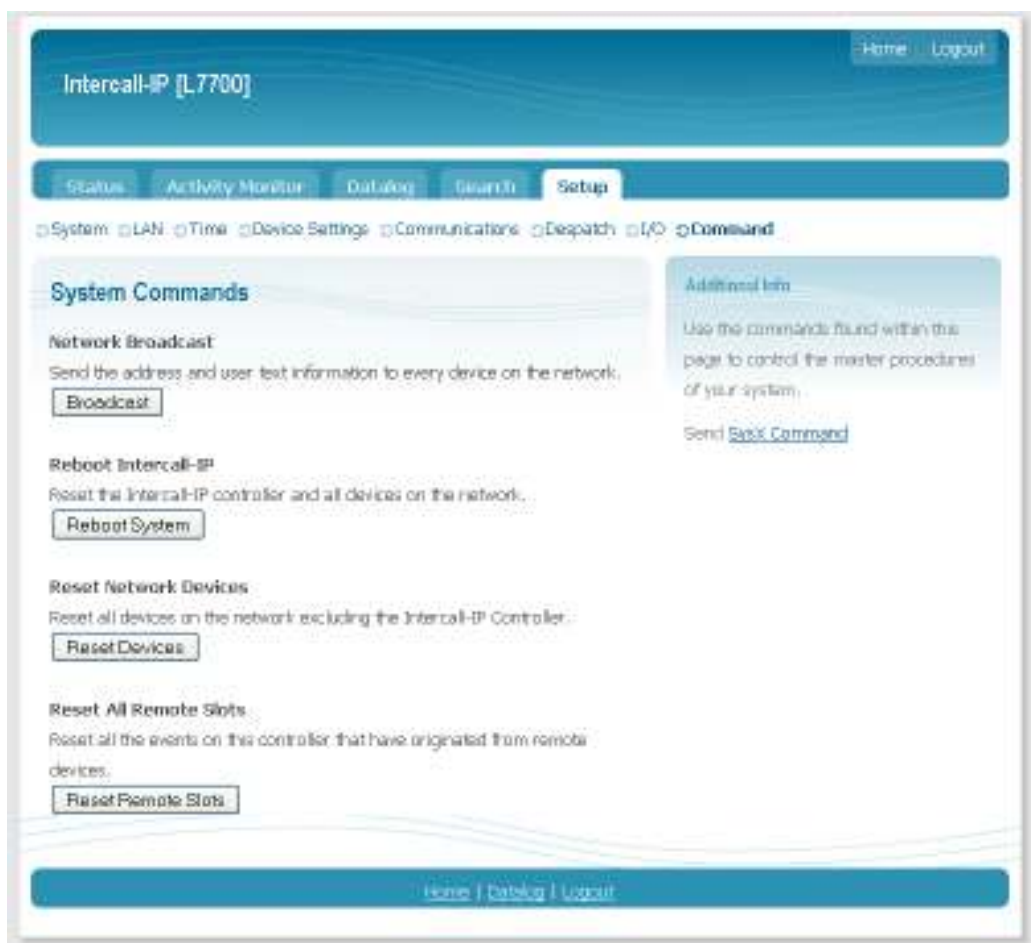 Home Logout
Intercall-IP [L7700]
Status Activity Monitor Datalog Search Setup
System LAN Time Device Settings Communications Despatch I/O Command
System Commands
Network Broadcast
Send the address and user text information to every device on the network.
Broadcast
Reboot Intercall-IP
Reset the Intercall-IP controller and all devices on the network.
Reboot System
Reset Network Devices
Reset all devices on the network excluding the Intercall-IP Controller.
Reset Devices
Reset All Remote Slots
Reset all the events on this controller that have originated from remote
devices.
Reset Remote Slots
Additional Info
Use the commands found within this
page to control the master procedures
of your system.
Send SysX Command
Home | Datalog | Logout